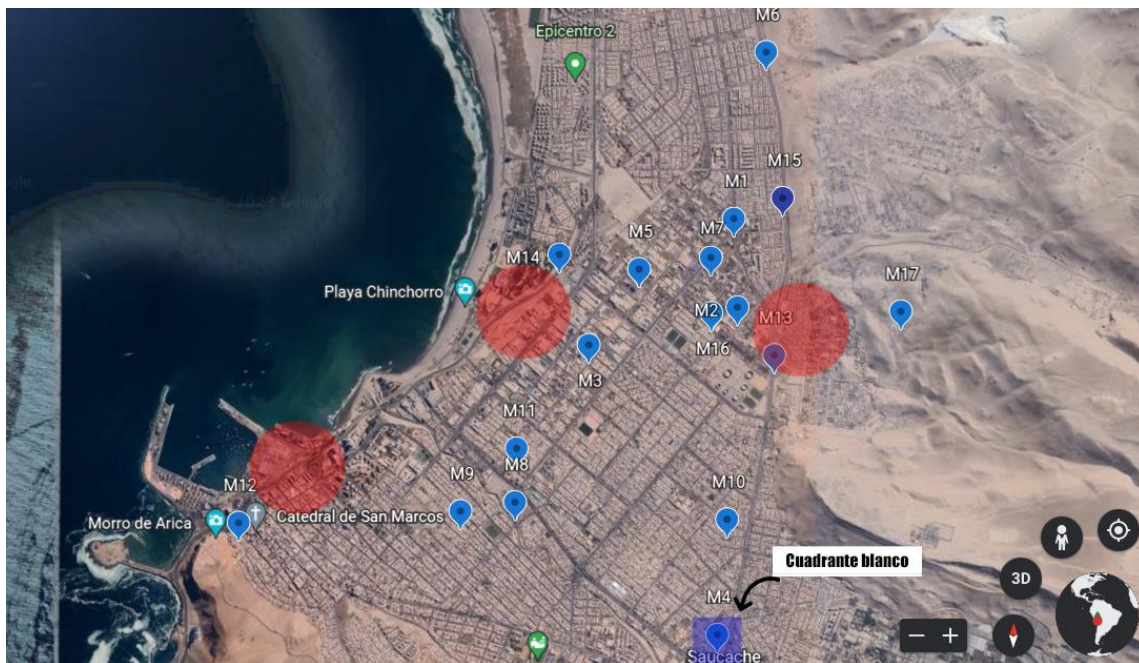 M6
Epicentro 2
M15
M1
M7
M5
M14
Playa Chinchorro
M17
M2
M13
M16
M3
M11
M8
M9
M10
M12
Catedral de San Marcos
Morro de Arica
Cuadrante blanco
3D
M4
Saucache